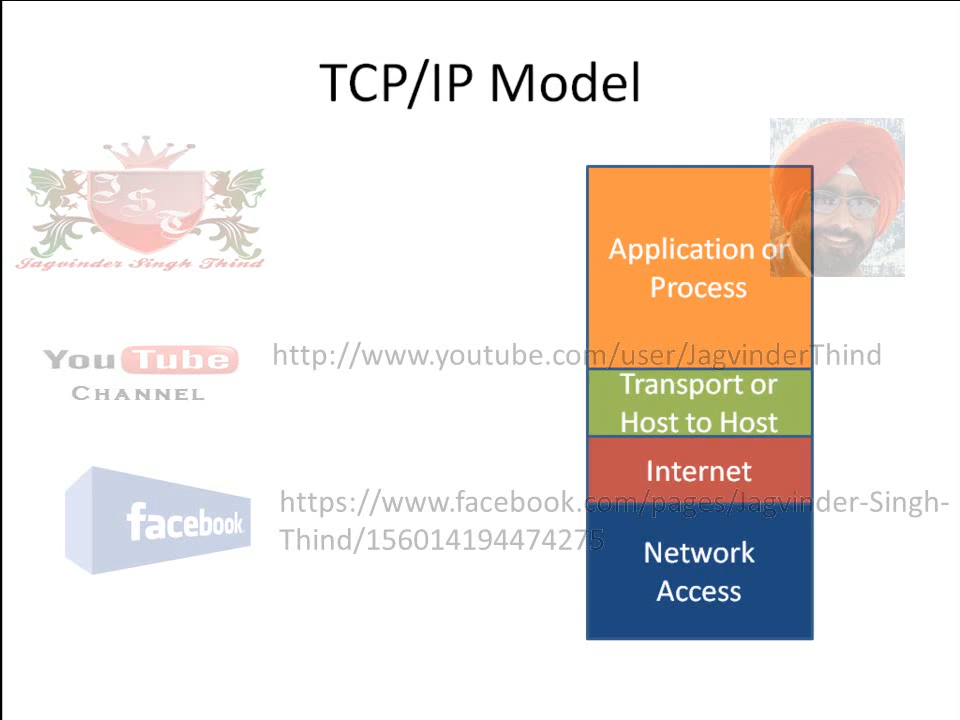 TCP/IP Model
JST
Jagvinder Singh Thind
Application or
Process
YouTube
CHANNEL
http://www.youtube.com/user/JagvinderThind
Transport or
Host to Host
Internet
facebook
https://www.facebook.com/pages/Jagvinder-Singh-
Thind/156014194474275
Network
Access